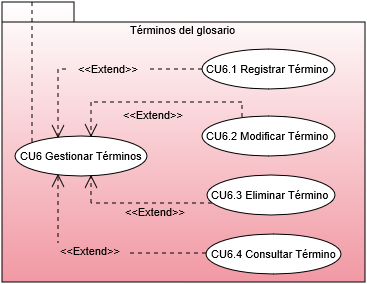 Términos del glosario
<<Extend>>
CU6.1 Registrar Término
<<Extend>>
CU6.2 Modificar Término
CU6 Gestionar Términos
CU6.3 Eliminar Término
<<Extend>>
<<Extend>>
CU6.4 Consultar Término